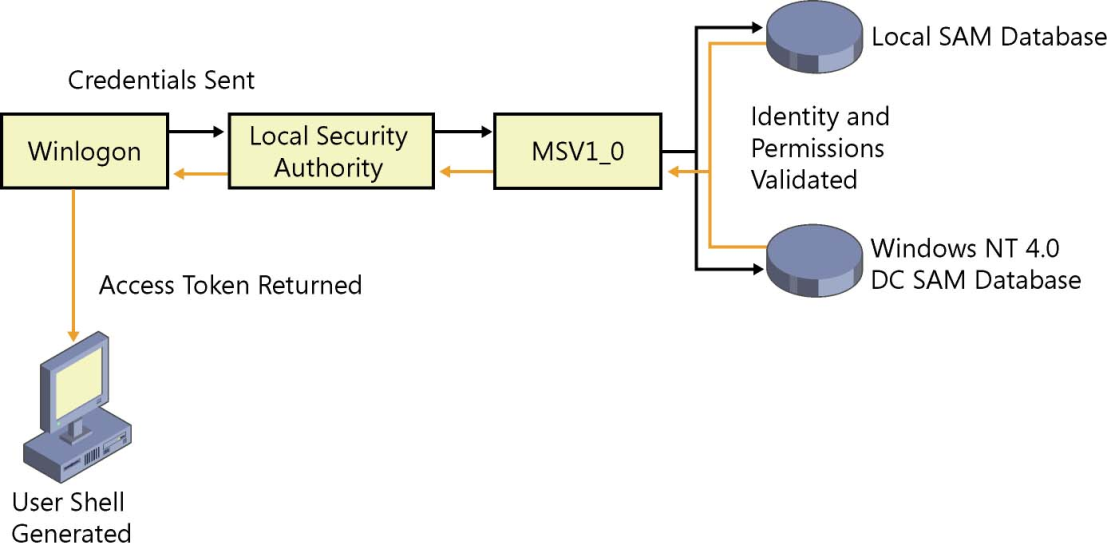 Credentials Sent
Winlogon
Local Security
Authority
MSV1_0
Local SAM Database
Identity and
Permissions
Validated
Windows NT 4.0
DC SAM Database
Access Token Returned
User Shell
Generated